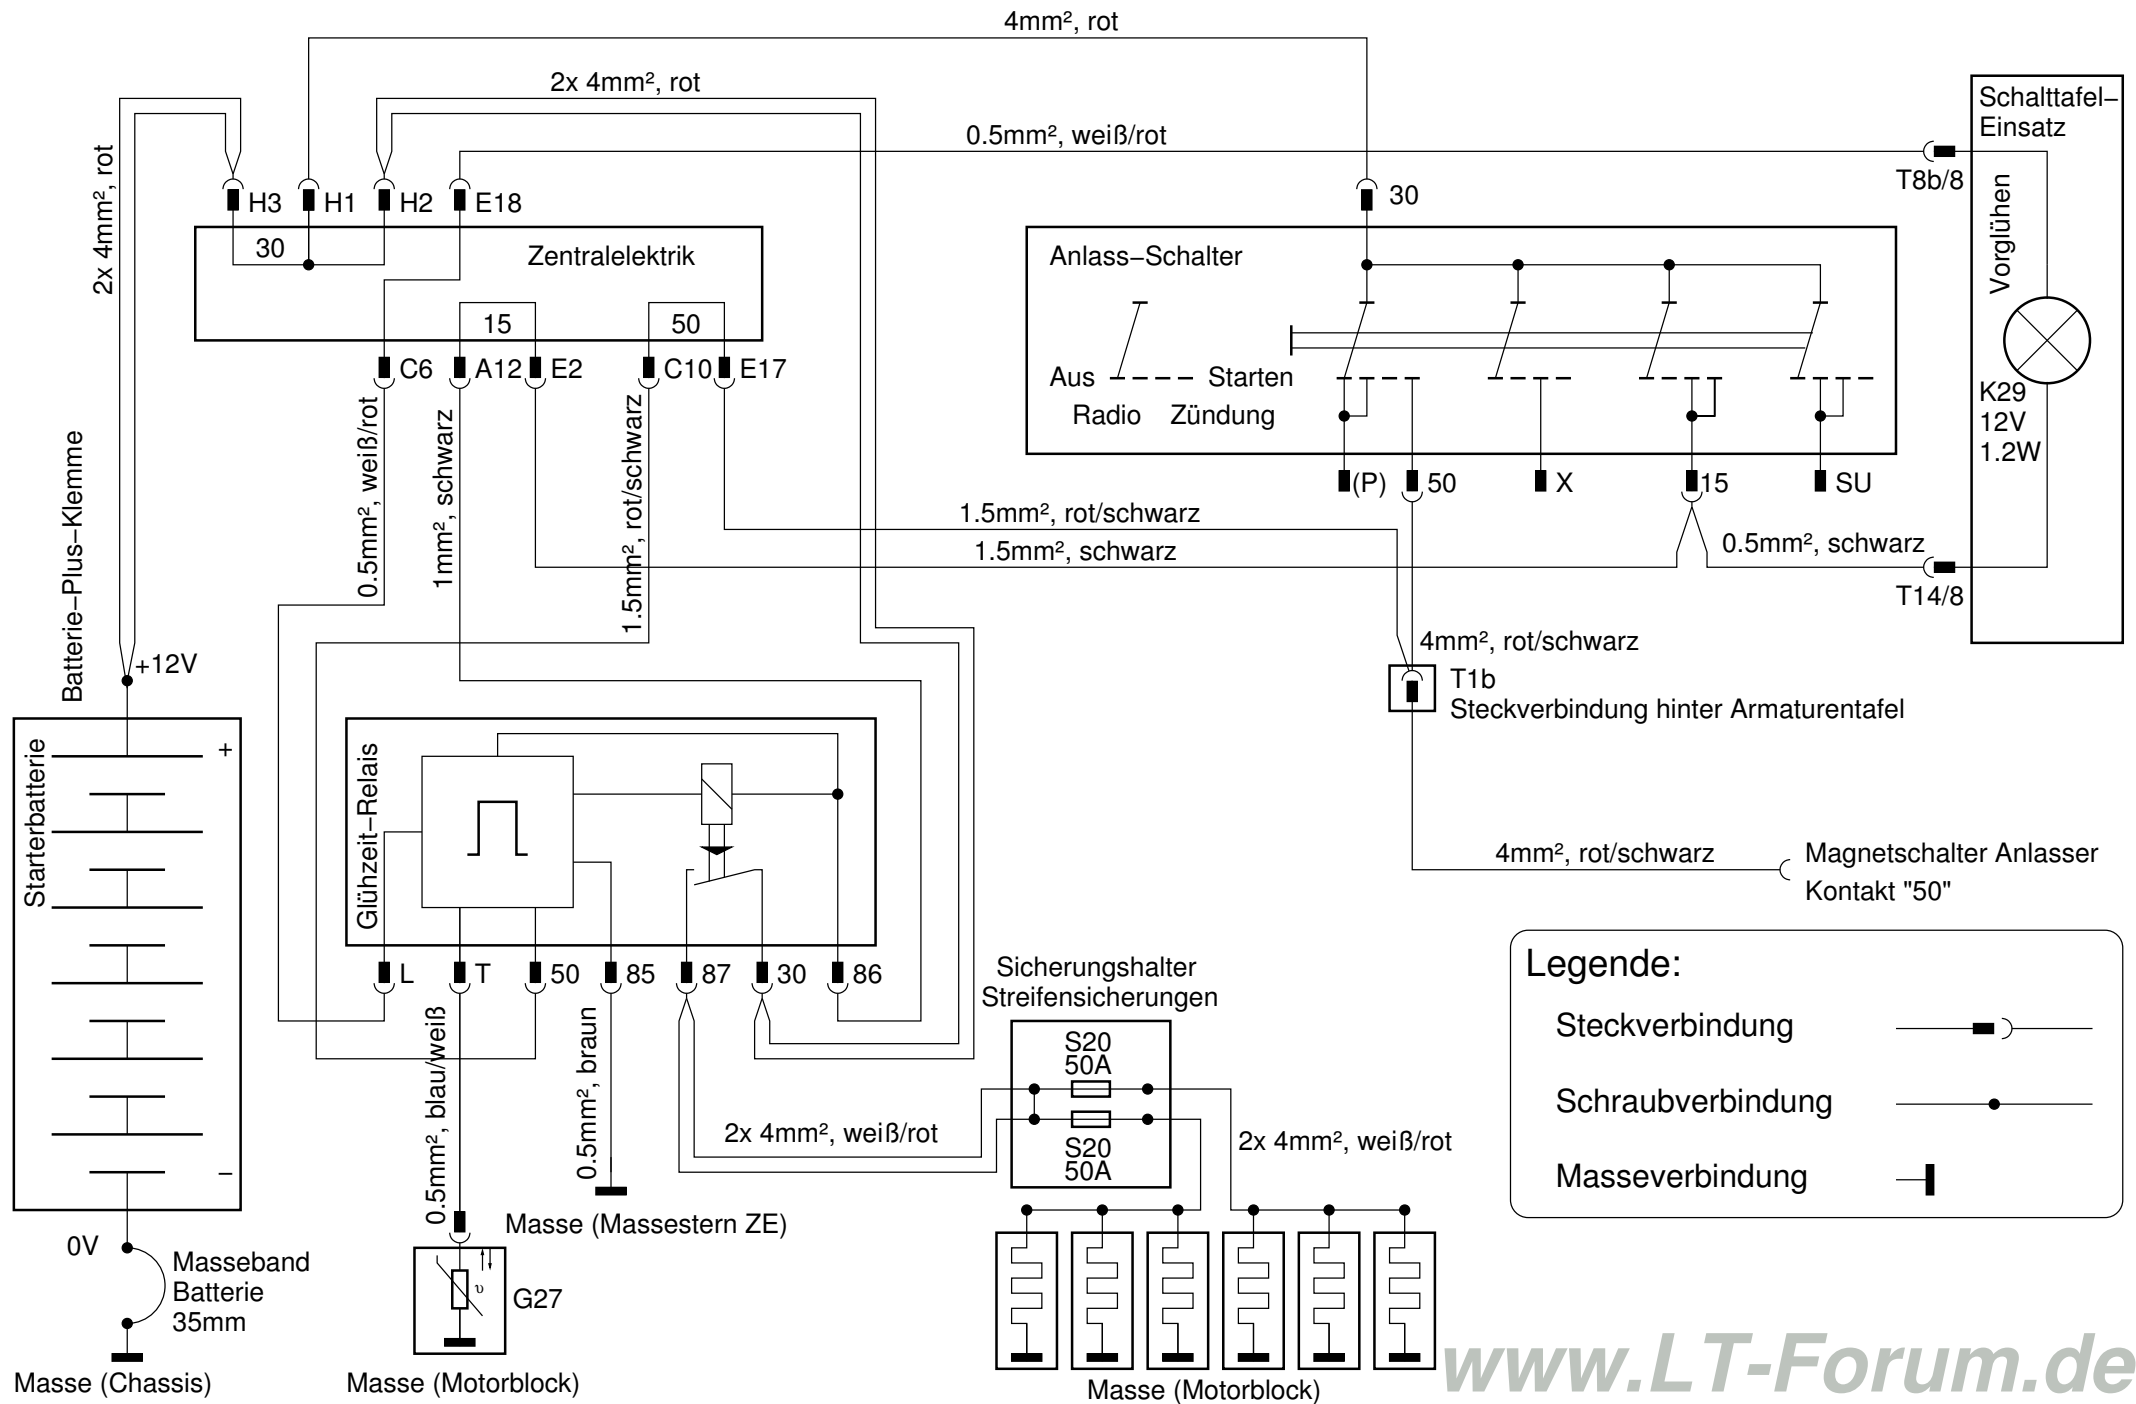 4mm², rot
2x 4mm², rot
0.5mm², weiß/rot
2x 4mm², rot
H3
H1
H2
E18
30
Zentralelektrik
15
50
C6
A12
E2
C10
E17
0.5mm², weiß/rot
1mm², schwarz
1.5mm², rot/schwarz
30
Anlass–Schalter
Aus
Starten
Radio
Zündung
(P)
50
X
15
SU
T8b/8
Schalttafel–
Einsatz
Vorglühen
K29
12V
1.2W
1.5mm², rot/schwarz
1.5mm², schwarz
0.5mm², schwarz
T14/8
4mm², rot/schwarz
T1b
Steckverbindung hinter Armaturentafel
4mm², rot/schwarz
Magnetschalter Anlasser
Kontakt "50"
Batterie–Plus–Klemme
+12V
Starterbatterie
+
–
0V
Masseband
Batterie
35mm
Masse (Chassis)
Glühzeit–Relais
L
T
50
85
87
30
86
0.5mm², blau/weiß
0.5mm², braun
Masse (Massestern ZE)
υ
G27
Masse (Motorblock)
2x 4mm², weiß/rot
Sicherungshalter
Streifensicherungen
S20
50A
S20
50A
2x 4mm², weiß/rot
Masse (Motorblock)
Legende:
Steckverbindung
Schraubverbindung
Masseverbindung
www.LT-Forum.de